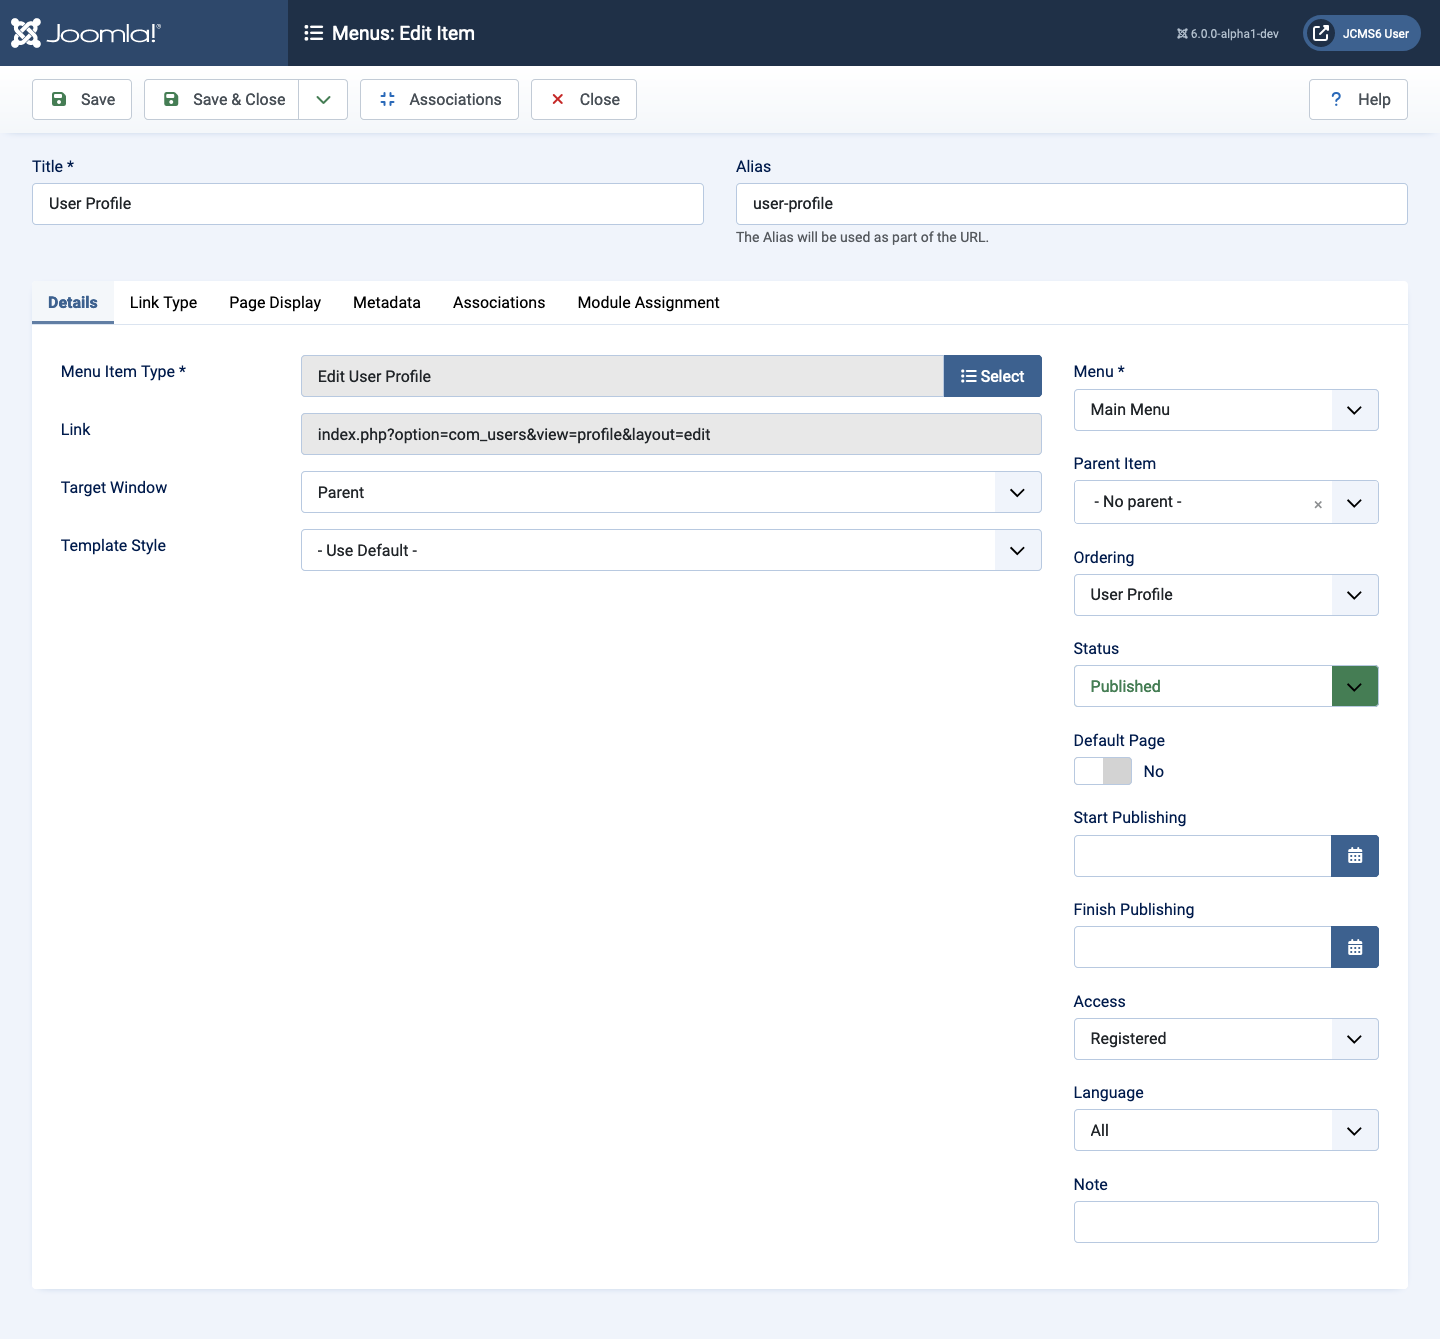 Joomla!®
Menus: Edit Item
6.0.0-alpha1-dev
JCMS6 User
Save
Save & Close
Associations
Close
? Help
Title *
User Profile
Alias
user-profile
The Alias will be used as part of the URL.
Details
Link Type
Page Display
Metadata
Associations
Module Assignment
Menu Item Type *
Edit User Profile
Select
Link
index.php?option=com_users&view=profile&layout=edit
Target Window
Parent
Template Style
- Use Default -
Menu *
Main Menu
Parent Item
- No parent -
×
Ordering
User Profile
Status
Published
Default Page
No
Start Publishing
Finish Publishing
Access
Registered
Language
All
Note